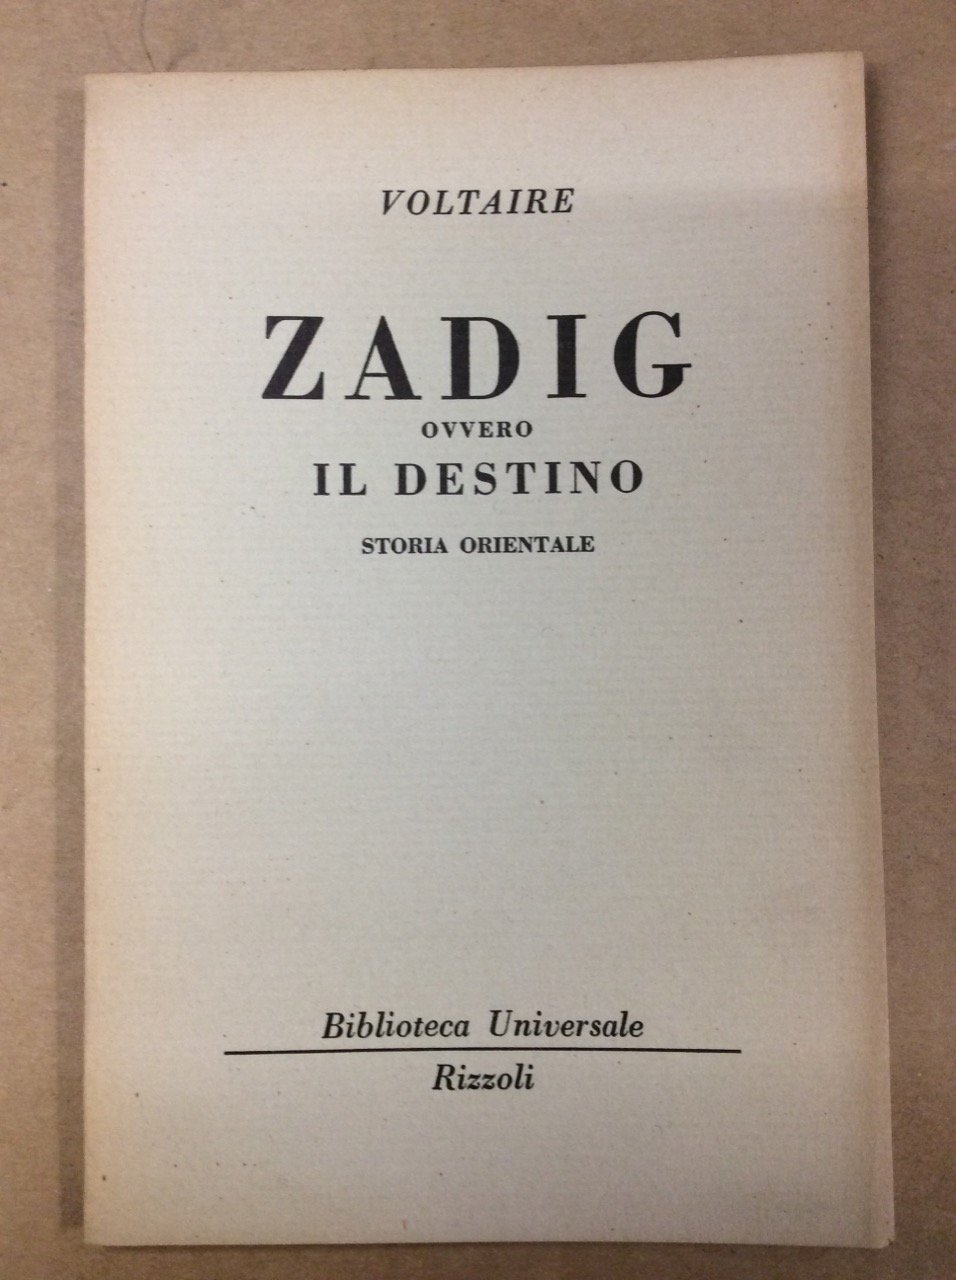 VOLTAIRE
ZADIG
OVVERO
IL DESTINO
STORIA ORIENTALE
Biblioteca Universale
Rizzoli